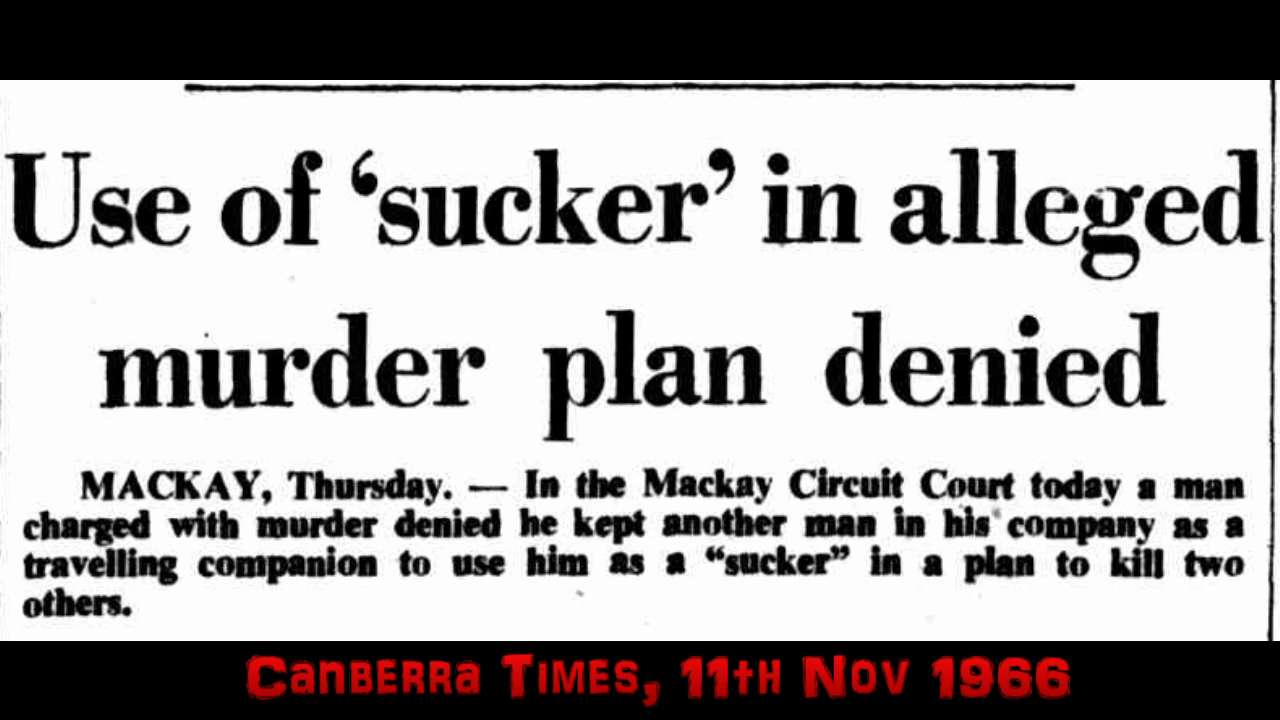 Use of ‘sucker’ in alleged
murder plan denied
MACKAY, Thursday. — In the Mackay Circuit Court today a man
charged with murder denied he kept another man in his company as a
travelling companion to use him as a “sucker” in a plan to kill two
others.
Canberra Times, 11th Nov 1966